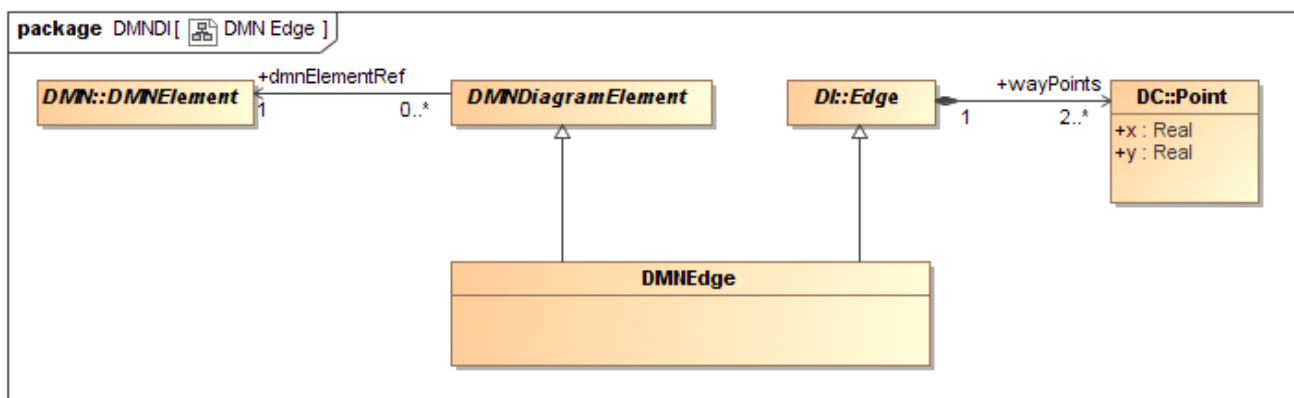 package DMNDI [ DMN Edge ]
DMN::DMNElement
+dmnElementRef
1
0..*
DMNDiagramElement
DI::Edge
+wayPoints
1
2..*
DC::Point
+x : Real
+y : Real
DMNEdge